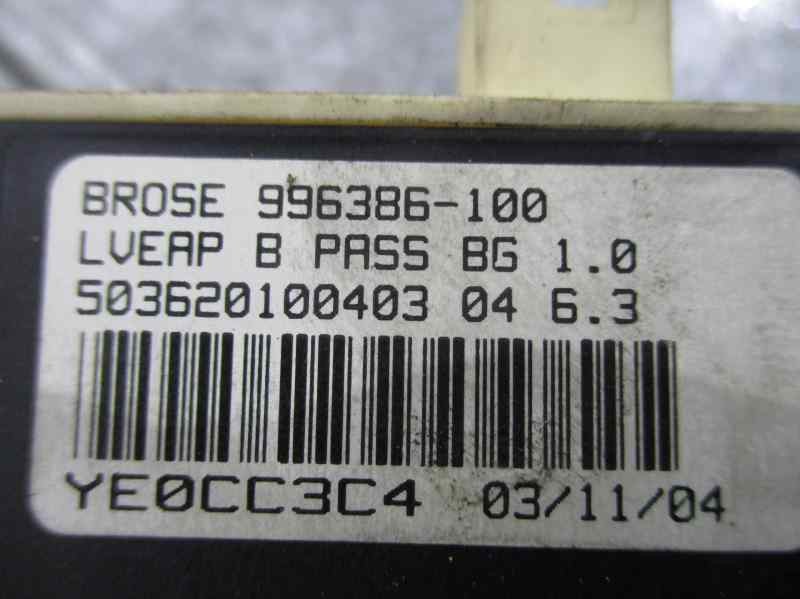 BROSE 996386-100
LVEAP B PASS BG 1.0
503620100403 04 6.3
YE0CC3C4 03/11/04